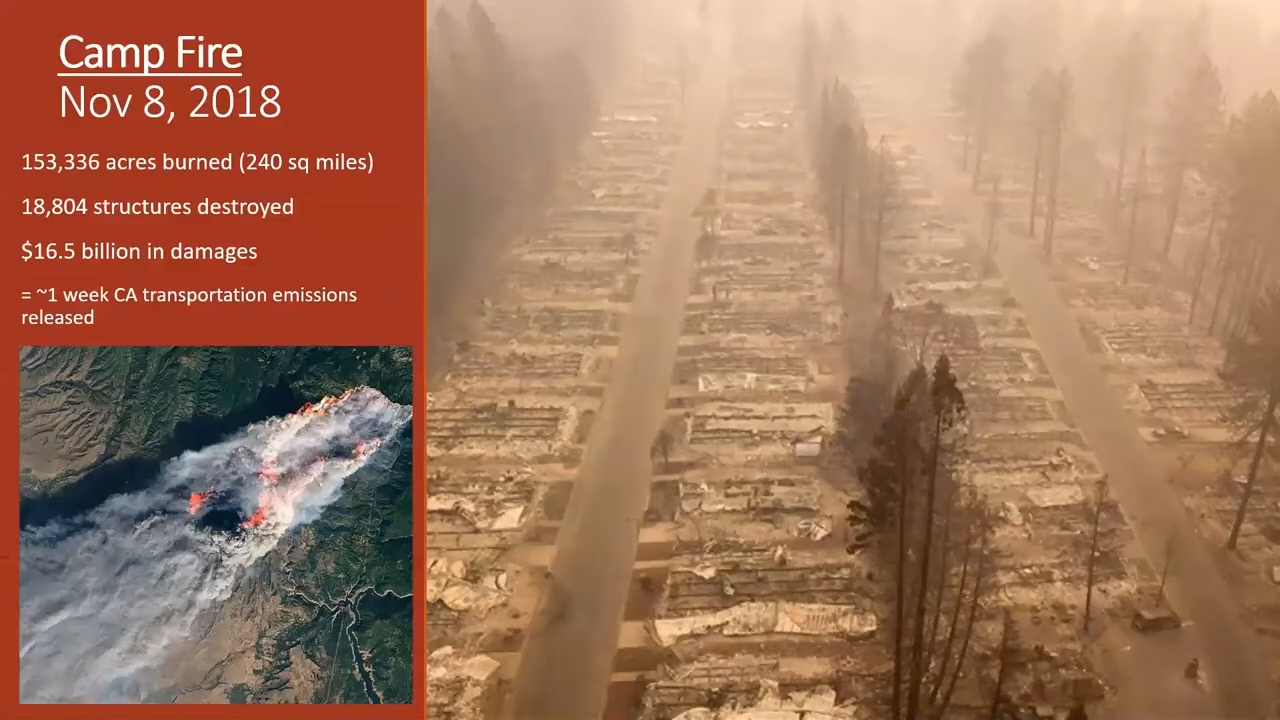 Camp Fire
Nov 8, 2018
153,336 acres burned (240 sq miles)
18,804 structures destroyed
$16.5 billion in damages
= ~1 week CA transportation emissions
released